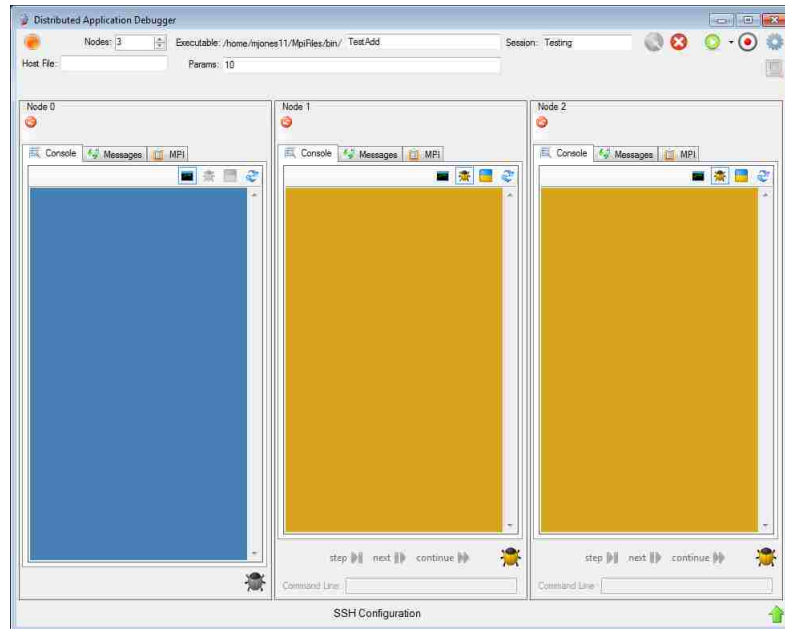 Distributed Application Debugger
Nodes: 3 Executable: /home/mjones11/MpiFiles/bin/ TestAdd Session: Testing
Host File: Params: 10
Node 0 Node 1 Node 2
Console Messages MPI Console Messages MPI Console Messages MPI
step next continue step next continue
Command Line: Command Line:
SSH Configuration